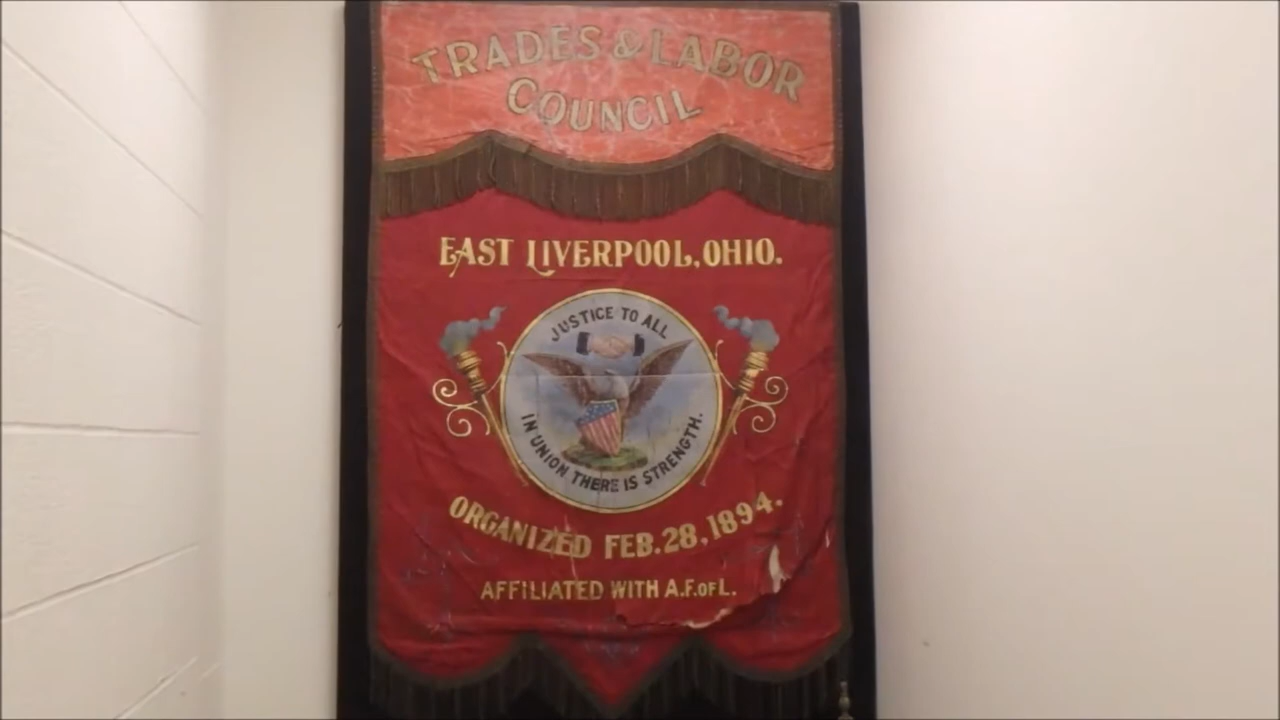 TRADES & LABOR
COUNCIL
EAST LIVERPOOL, OHIO.
JUSTICE TO ALL
IN UNION THERE IS STRENGTH.
ORGANIZED FEB. 28, 1894.
AFFILIATED WITH A.F. OF L.